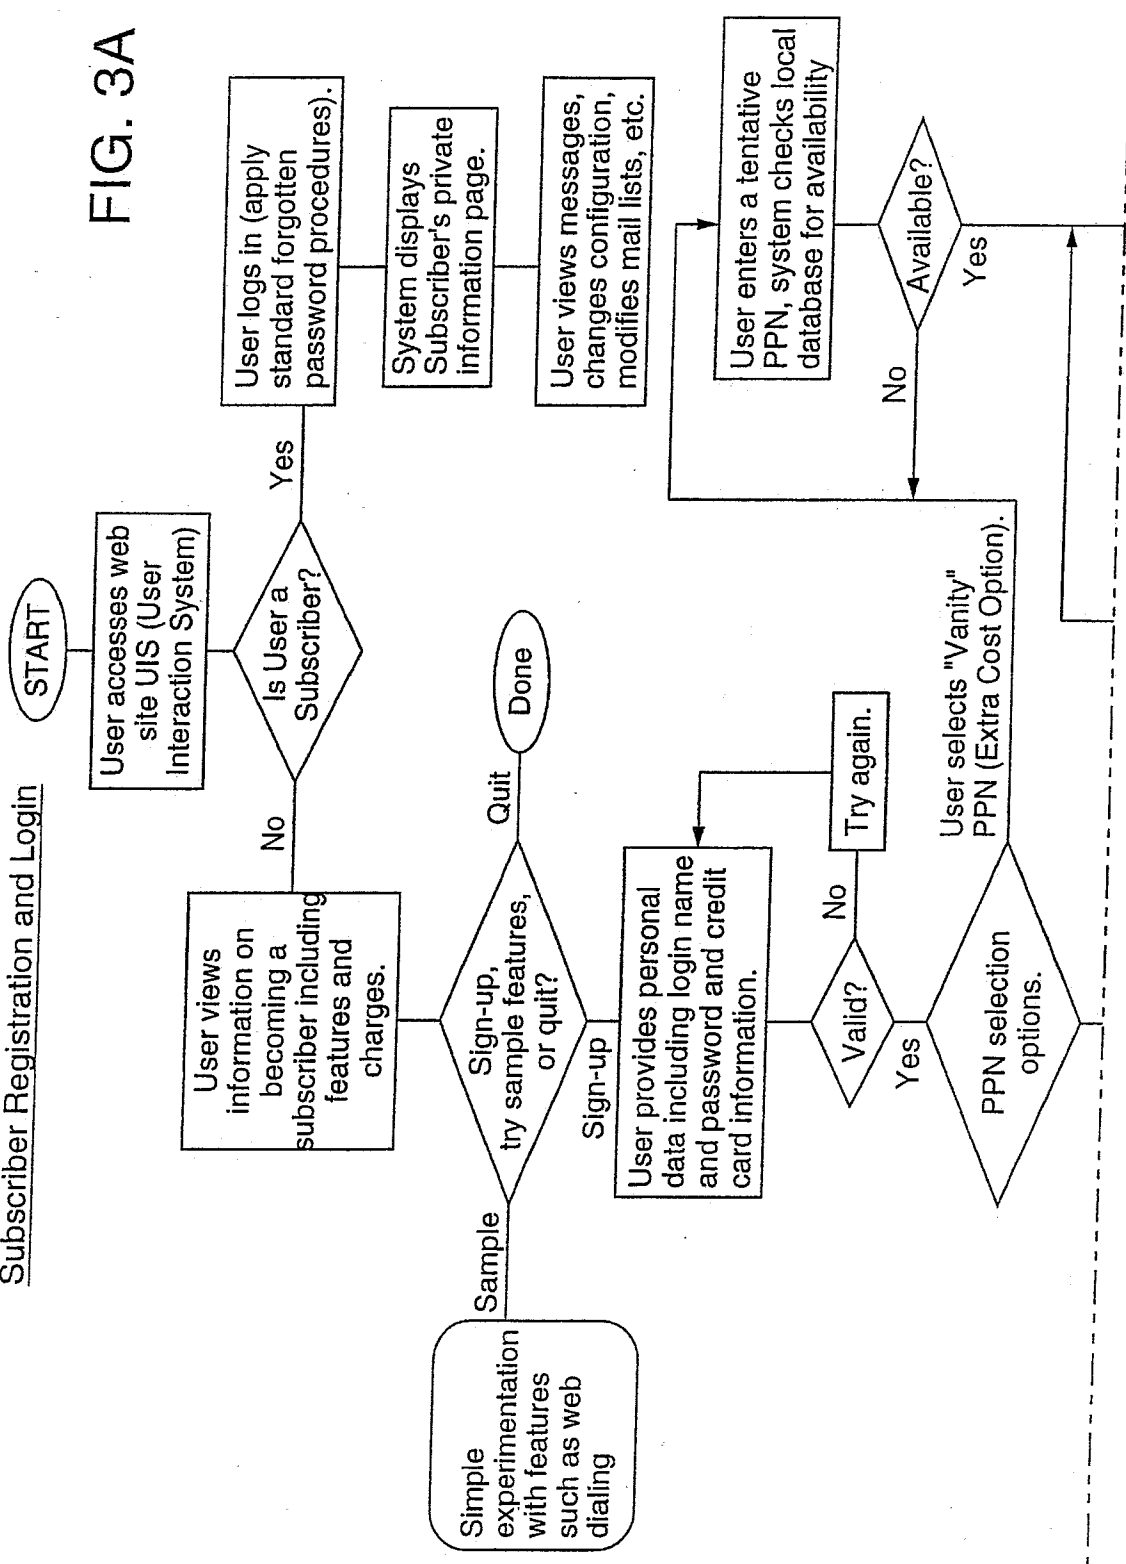 FIG. 3A
Subscriber Registration and Login
START
User accesses web
site UIS (User
Interaction System)
Is User a
Subscriber?
Yes
No
User logs in (apply
standard forgotten
password procedures).
System displays
Subscriber's private
information page.
User views messages,
changes configuration,
modifies mail lists, etc.
User views
information on
becoming a
subscriber including
features and
charges.
Sign-up,
try sample features,
or quit?
Quit
Done
Sample
Simple
experimentation
with features
such as web
dialing
Sign-up
User provides personal
data including login name
and password and credit
card information.
Valid?
No
Try again.
Yes
PPN selection
options.
User selects "Vanity"
PPN (Extra Cost Option).
User enters a tentative
PPN, system checks local
database for availability
Available?
No
Yes